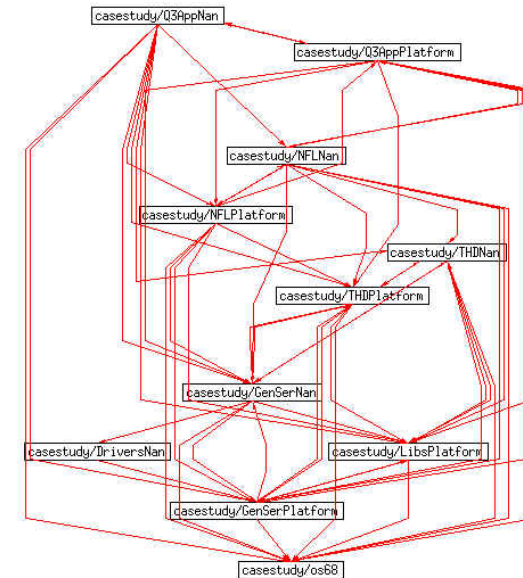 casestudy/Q3AppNan
casestudy/Q3AppPlatform
casestudy/NFLNan
casestudy/NFLPlatform
casestudy/THDNan
casestudy/THDPlatform
casestudy/GenSerNan
casestudy/DriversNan
casestudy/LibsPlatform
casestudy/GenSerPlatform
casestudy/os68